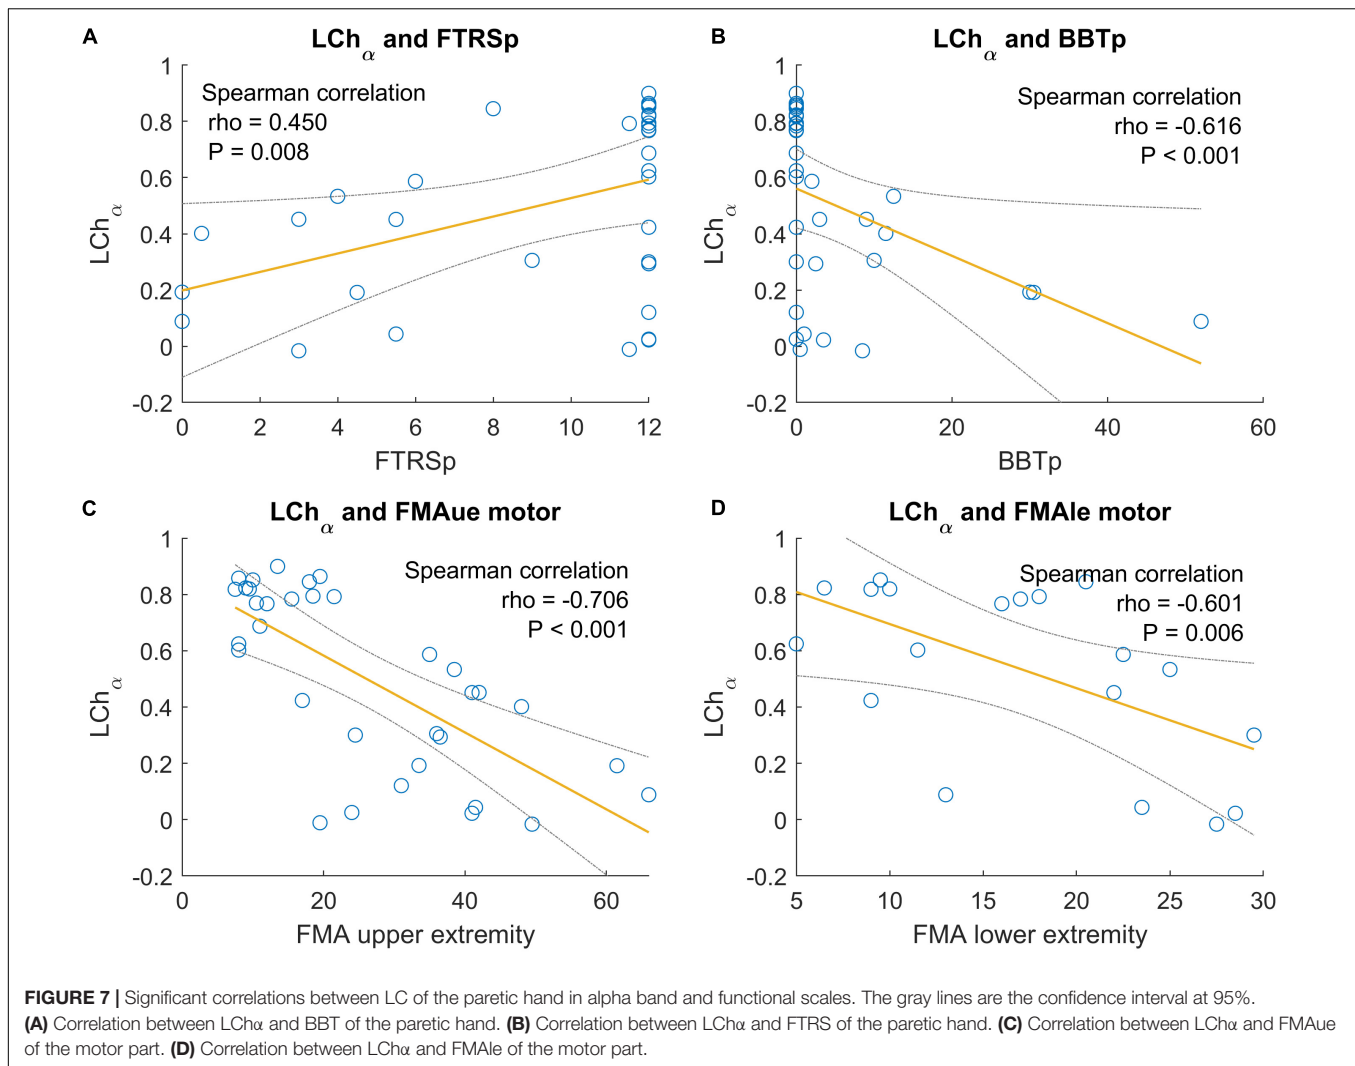 A
LChα and FTRSp
Spearman correlation
rho = 0.450
P = 0.008
1
0.8
0.6
0.4
0.2
0
-0.2
LChα
0 2 4 6 8 10 12
FTRSp
B
LChα and BBTp
Spearman correlation
rho = -0.616
P < 0.001
1
0.8
0.6
0.4
0.2
0
-0.2
LChα
0 20 40 60
BBTp
C
LChα and FMAue motor
Spearman correlation
rho = -0.706
P < 0.001
1
0.8
0.6
0.4
0.2
0
-0.2
LChα
0 20 40 60
FMA upper extremity
D
LChα and FMAle motor
Spearman correlation
rho = -0.601
P = 0.006
1
0.8
0.6
0.4
0.2
0
-0.2
LChα
5 10 15 20 25 30
FMA lower extremity
FIGURE 7 | Significant correlations between LC of the paretic hand in alpha band and functional scales. The gray lines are the confidence interval at 95%.
(A) Correlation between LChα and BBT of the paretic hand. (B) Correlation between LChα and FTRS of the paretic hand. (C) Correlation between LChα and FMAue
of the motor part. (D) Correlation between LChα and FMAle of the motor part.